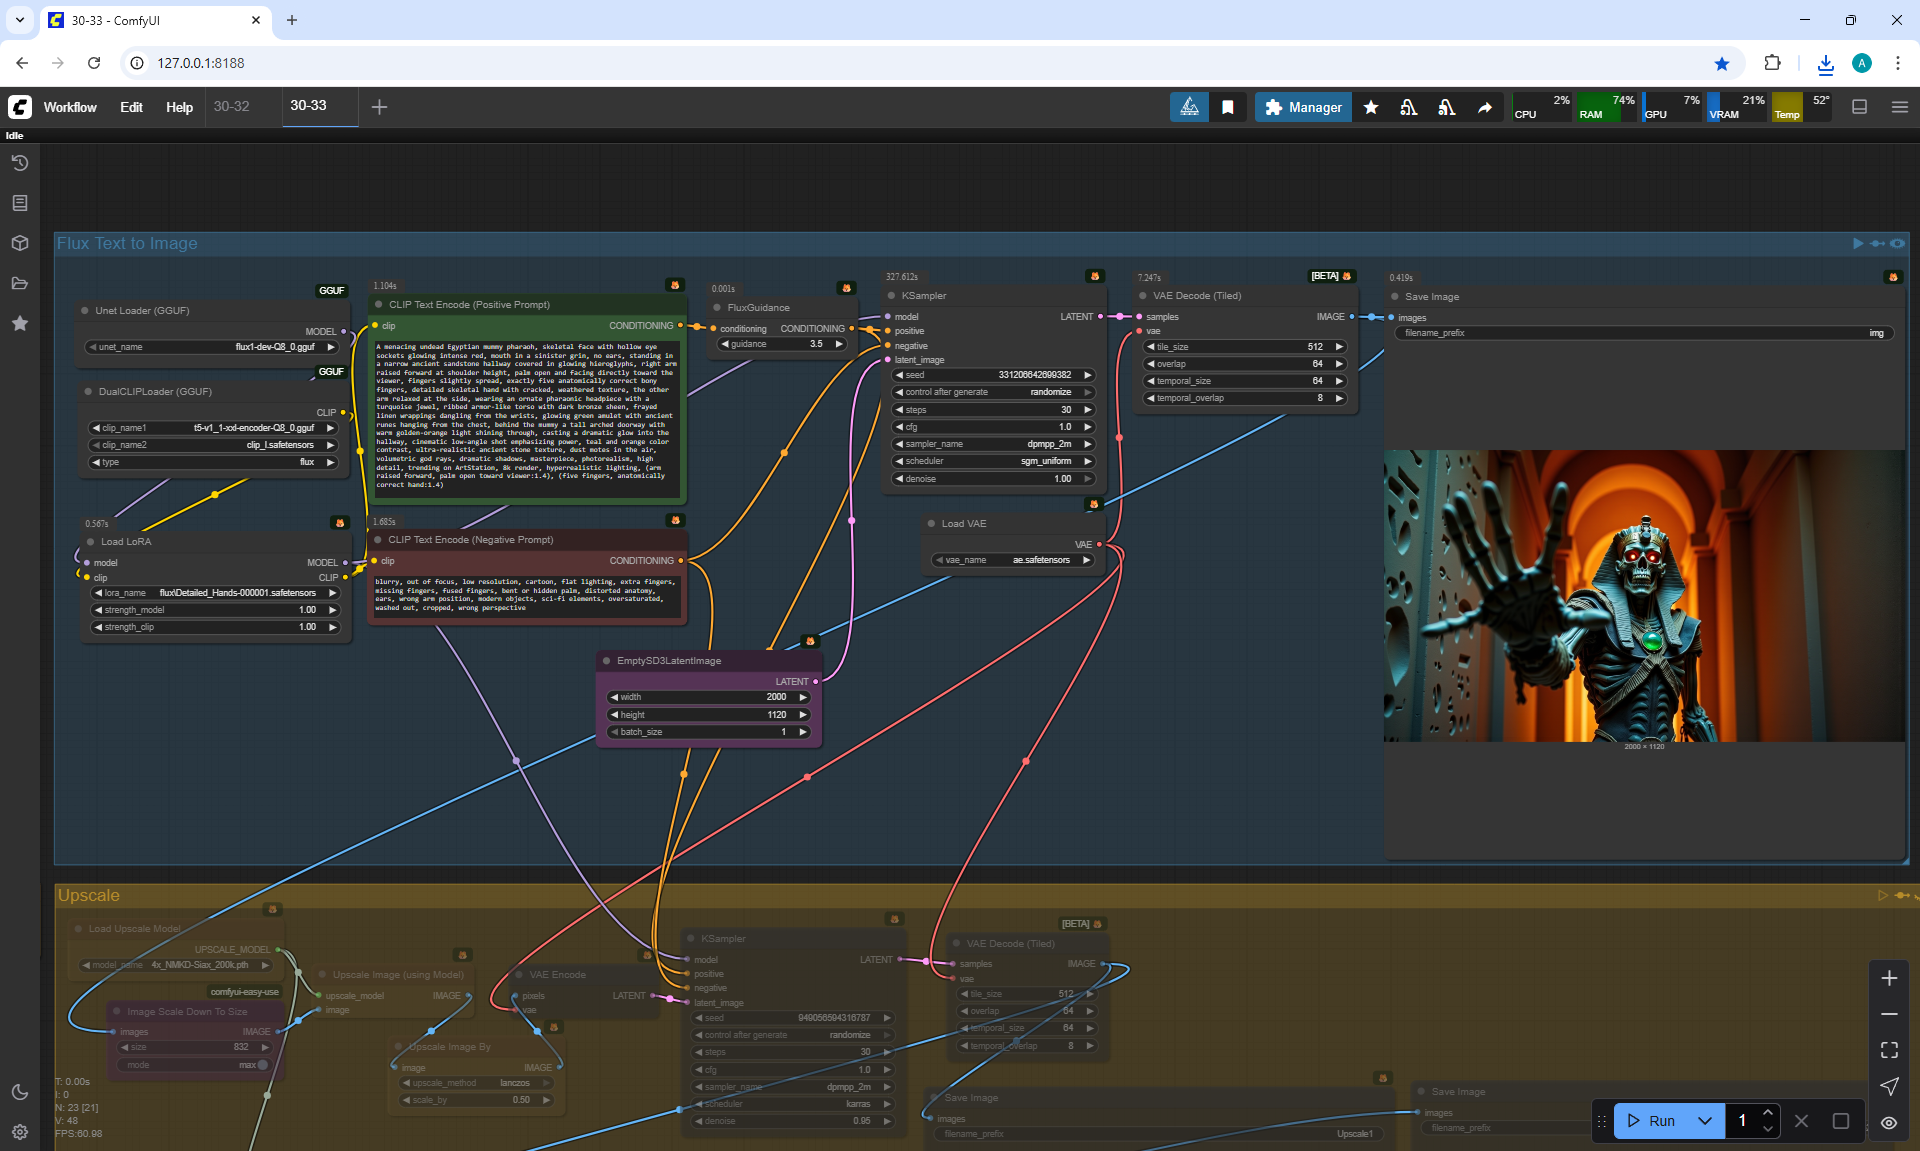 30-33 - ComfyUI
127.0.0.1:8188
Workflow Edit Help 30-32 30-33
Manager
CPU 2% RAM 74% GPU 7% VRAM 21% Temp 52°
Idle
Flux Text to Image
GGUF
Unet Loader (GGUF)
MODEL
unet_name flux1-dev-Q8_0.gguf
GGUF
DualCLIPLoader (GGUF)
CLIP
clip_name1 t5-v1_1-xxl-encoder-Q8_0.gguf
clip_name2 clip_l.safetensors
type flux
0.567s
Load LoRA
model MODEL
clip CLIP
lora_name flux\Detailed_Hands-000001.safetensors
strength_model 1.00
strength_clip 1.00
1.104s
CLIP Text Encode (Positive Prompt)
clip CONDITIONING
A menacing undead Egyptian mummy pharaoh, skeletal face with hollow eye
sockets glowing intense red, mouth in a sinister grin, no ears, standing in
a narrow ancient sandstone hallway covered in glowing hieroglyphs, right arm
raised forward at shoulder height, palm open and facing directly toward the
viewer, fingers slightly spread, exactly five anatomically correct bony
fingers, detailed skeletal hand with cracked, weathered texture, the other
arm relaxed at the side, wearing an ornate pharaonic headpiece with a
turquoise jewel, ribbed armor-like torso with dark bronze sheen, frayed
linen wrappings dangling from the wrists, glowing green amulet with ancient
runes hanging from the chest, behind the mummy a tall arched doorway with
warm golden-orange light shining through, casting a dramatic glow into the
hallway, cinematic low-angle shot emphasizing power, teal and orange color
contrast, ultra-realistic ancient stone texture, dust motes in the air,
volumetric god rays, dramatic shadows, masterpiece, photorealism, high
detail, trending on ArtStation, 8k render, hyperrealistic lighting, (arm
raised forward, palm open toward viewer:1.4), (five fingers, anatomically
correct hand:1.4)
1.685s
CLIP Text Encode (Negative Prompt)
clip CONDITIONING
blurry, out of focus, low resolution, cartoon, flat lighting, extra fingers,
missing fingers, fused fingers, bent or hidden palm, distorted anatomy,
ears, wrong arm position, modern objects, sci-fi elements, oversaturated,
washed out, cropped, wrong perspective
0.001s
FluxGuidance
conditioning CONDITIONING
guidance 3.5
EmptySD3LatentImage
LATENT
width 2000
height 1120
batch_size 1
327.612s
KSampler
model LATENT
positive
negative
latent_image
seed 331206642699382
control after generate randomize
steps 30
cfg 1.0
sampler_name dpmpp_2m
scheduler sgm_uniform
denoise 1.00
Load VAE
VAE
vae_name ae.safetensors
7.247s [BETA]
VAE Decode (Tiled)
samples IMAGE
vae
tile_size 512
overlap 64
temporal_size 64
temporal_overlap 8
0.419s
Save Image
images
filename_prefix img
2000 × 1120
Upscale
Load Upscale Model
UPSCALE_MODEL
model_name 4x_NMKD-Siax_200k.pth
comfyui-easy-use
Image Scale Down To Size
images IMAGE
size 832
mode max
Upscale Image (using Model)
upscale_model IMAGE
image
Upscale Image By
image IMAGE
upscale_method lanczos
scale_by 0.50
VAE Encode
pixels LATENT
vae
KSampler
model LATENT
positive
negative
latent_image
seed 949056594316787
control after generate randomize
steps 30
cfg 1.0
sampler_name dpmpp_2m
scheduler karras
denoise 0.95
[BETA]
VAE Decode (Tiled)
samples IMAGE
vae
tile_size 512
overlap 64
temporal_size 64
temporal_overlap 8
Save Image
images
filename_prefix Upscale1
Save Image
images
filename_prefix
T: 0.00s
I: 0
N: 23 [21]
V: 48
FPS:60.98
Run 1